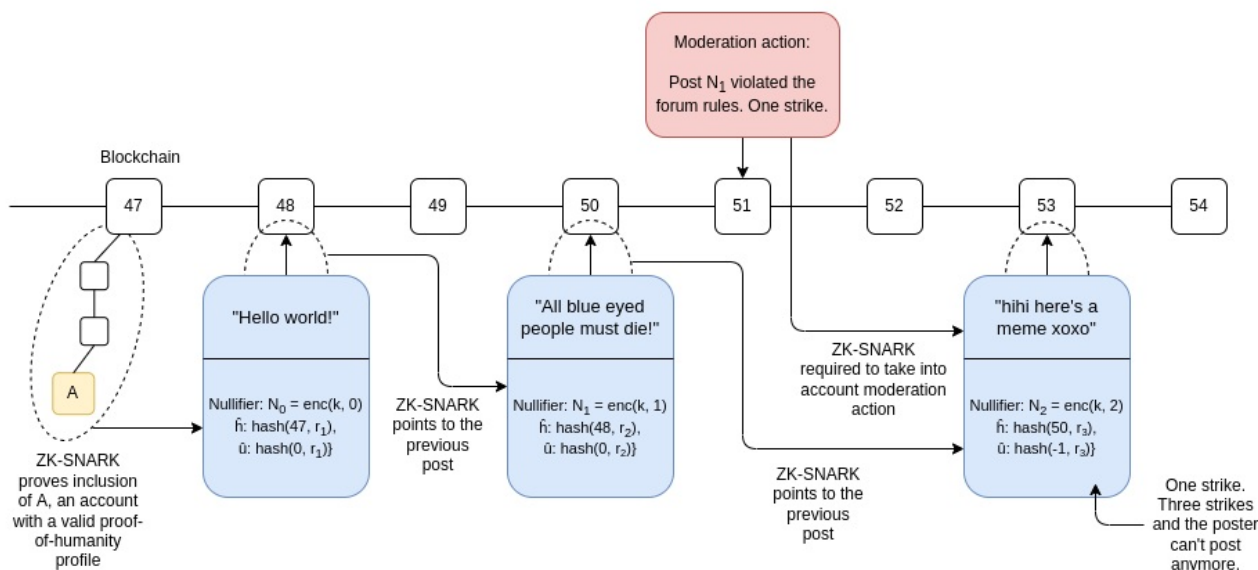 Moderation action:
Post N₁ violated the
forum rules. One strike.
Blockchain
47
48
49
50
51
52
53
54
A
ZK-SNARK
proves inclusion
of A, an account
with a valid proof-
of-humanity
profile
"Hello world!"
Nullifier: N₀ = enc(k, 0)
ĥ: hash(47, r₁),
û: hash(0, r₁)}
ZK-SNARK
points to the
previous
post
"All blue eyed
people must die!"
Nullifier: N₁ = enc(k, 1)
ĥ: hash(48, r₂),
û: hash(0, r₂)}
ZK-SNARK
points to the
previous
post
ZK-SNARK
required to take into
account moderation
action
"hihi here's a
meme xoxo"
Nullifier: N₂ = enc(k, 2)
ĥ: hash(50, r₃),
û: hash(-1, r₃)}
One strike.
Three strikes
and the poster
can't post
anymore.